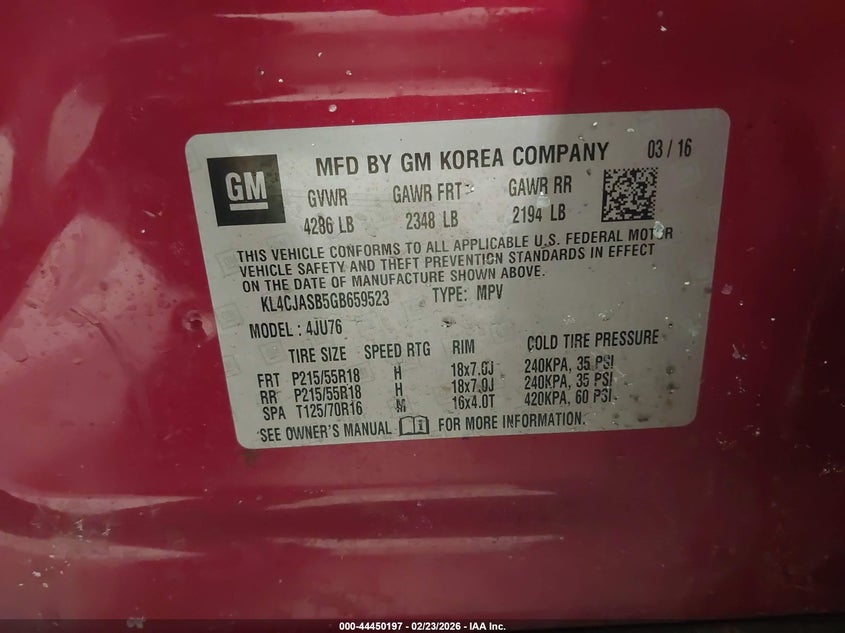 GM
MFD BY GM KOREA COMPANY 03 / 16
GVWR GAWR FRT GAWR RR
4286 LB 2348 LB 2194 LB
THIS VEHICLE CONFORMS TO ALL APPLICABLE U.S. FEDERAL MOTOR
VEHICLE SAFETY AND THEFT PREVENTION STANDARDS IN EFFECT
ON THE DATE OF MANUFACTURE SHOWN ABOVE.
KL4CJASB5GB659523 TYPE: MPV
MODEL : 4JU76
TIRE SIZE SPEED RTG RIM COLD TIRE PRESSURE
FRT P215/55R18 H 18x7.0J 240KPA, 35 PSI
RR P215/55R18 H 18x7.0J 240KPA, 35 PSI
SPA T125/70R16 M 16x4.0T 420KPA, 60 PSI
SEE OWNER'S MANUAL FOR MORE INFORMATION.
000-44450197 - 02/23/2026 - IAA Inc.